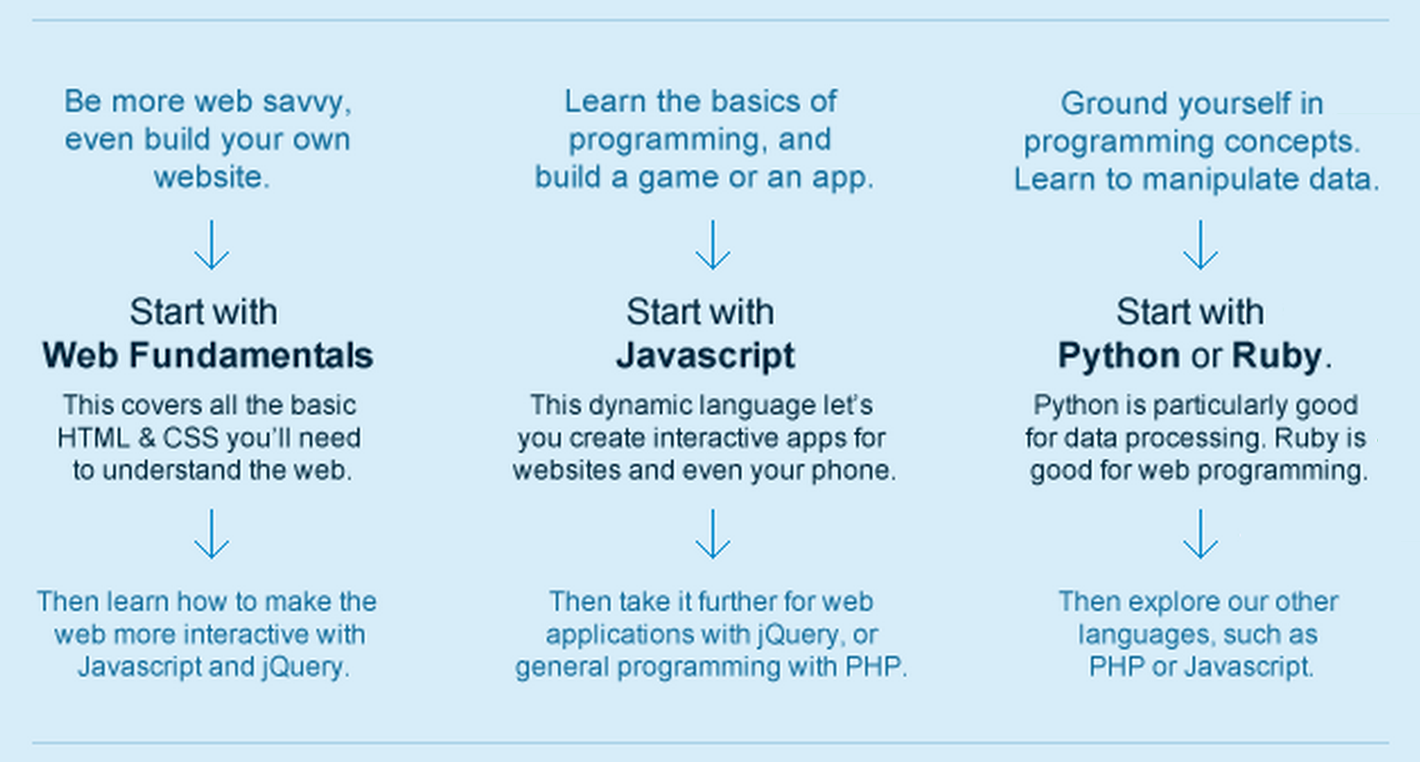 Be more web savvy,
even build your own
website.
Start with
Web Fundamentals
This covers all the basic
HTML & CSS you'll need
to understand the web.
Then learn how to make the
web more interactive with
Javascript and jQuery.
Learn the basics of
programming, and
build a game or an app.
Start with
Javascript
This dynamic language let's
you create interactive apps for
websites and even your phone.
Then take it further for web
applications with jQuery, or
general programming with PHP.
Ground yourself in
programming concepts.
Learn to manipulate data.
Start with
Python or Ruby.
Python is particularly good
for data processing. Ruby is
good for web programming.
Then explore our other
languages, such as
PHP or Javascript.